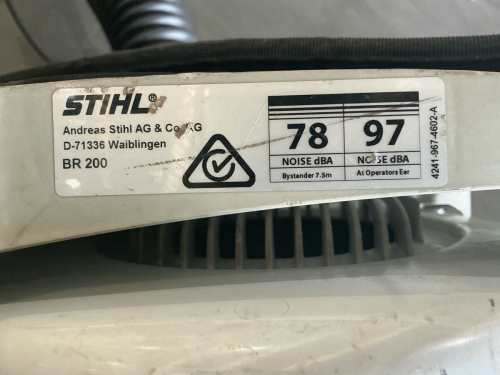 STIHL®
Andreas Stihl AG & Co. KG
D-71336 Waiblingen
BR 200
78
NOISE dBA
Bystander 7.5m
97
NOISE dBA
At Operators Ear
4241-967-4602-A